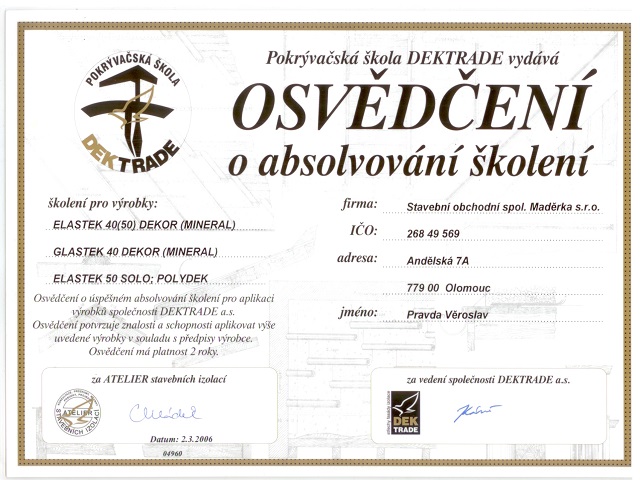 POKRÝVAČSKÁ ŠKOLA
DEKTRADE
Pokrývačská škola DEKTRADE vydává
OSVĚDČENÍ
o absolvování školení
školení pro výrobky:
ELASTEK 40(50) DEKOR (MINERAL)
GLASTEK 40 DEKOR (MINERAL)
ELASTEK 50 SOLO; POLYDEK
firma: Stavební obchodní spol. Maděrka s.r.o.
IČO: 268 49 569
adresa: Andělská 7A
779 00 Olomouc
jméno: Pravda Věroslav
Osvědčení o úspěšném absolvování školení pro aplikaci
výrobků společnosti DEKTRADE a.s.
Osvědčení potvrzuje znalosti a schopnosti aplikovat výše
uvedené výrobky v souladu s předpisy výrobce.
Osvědčení má platnost 2 roky.
za ATELIER stavebních izolací
ATELIER
STAVEBNÍCH IZOLACÍ
Datum: 2.3.2006
04960
za vedení společnosti DEKTRADE a.s.
DEK
TRADE